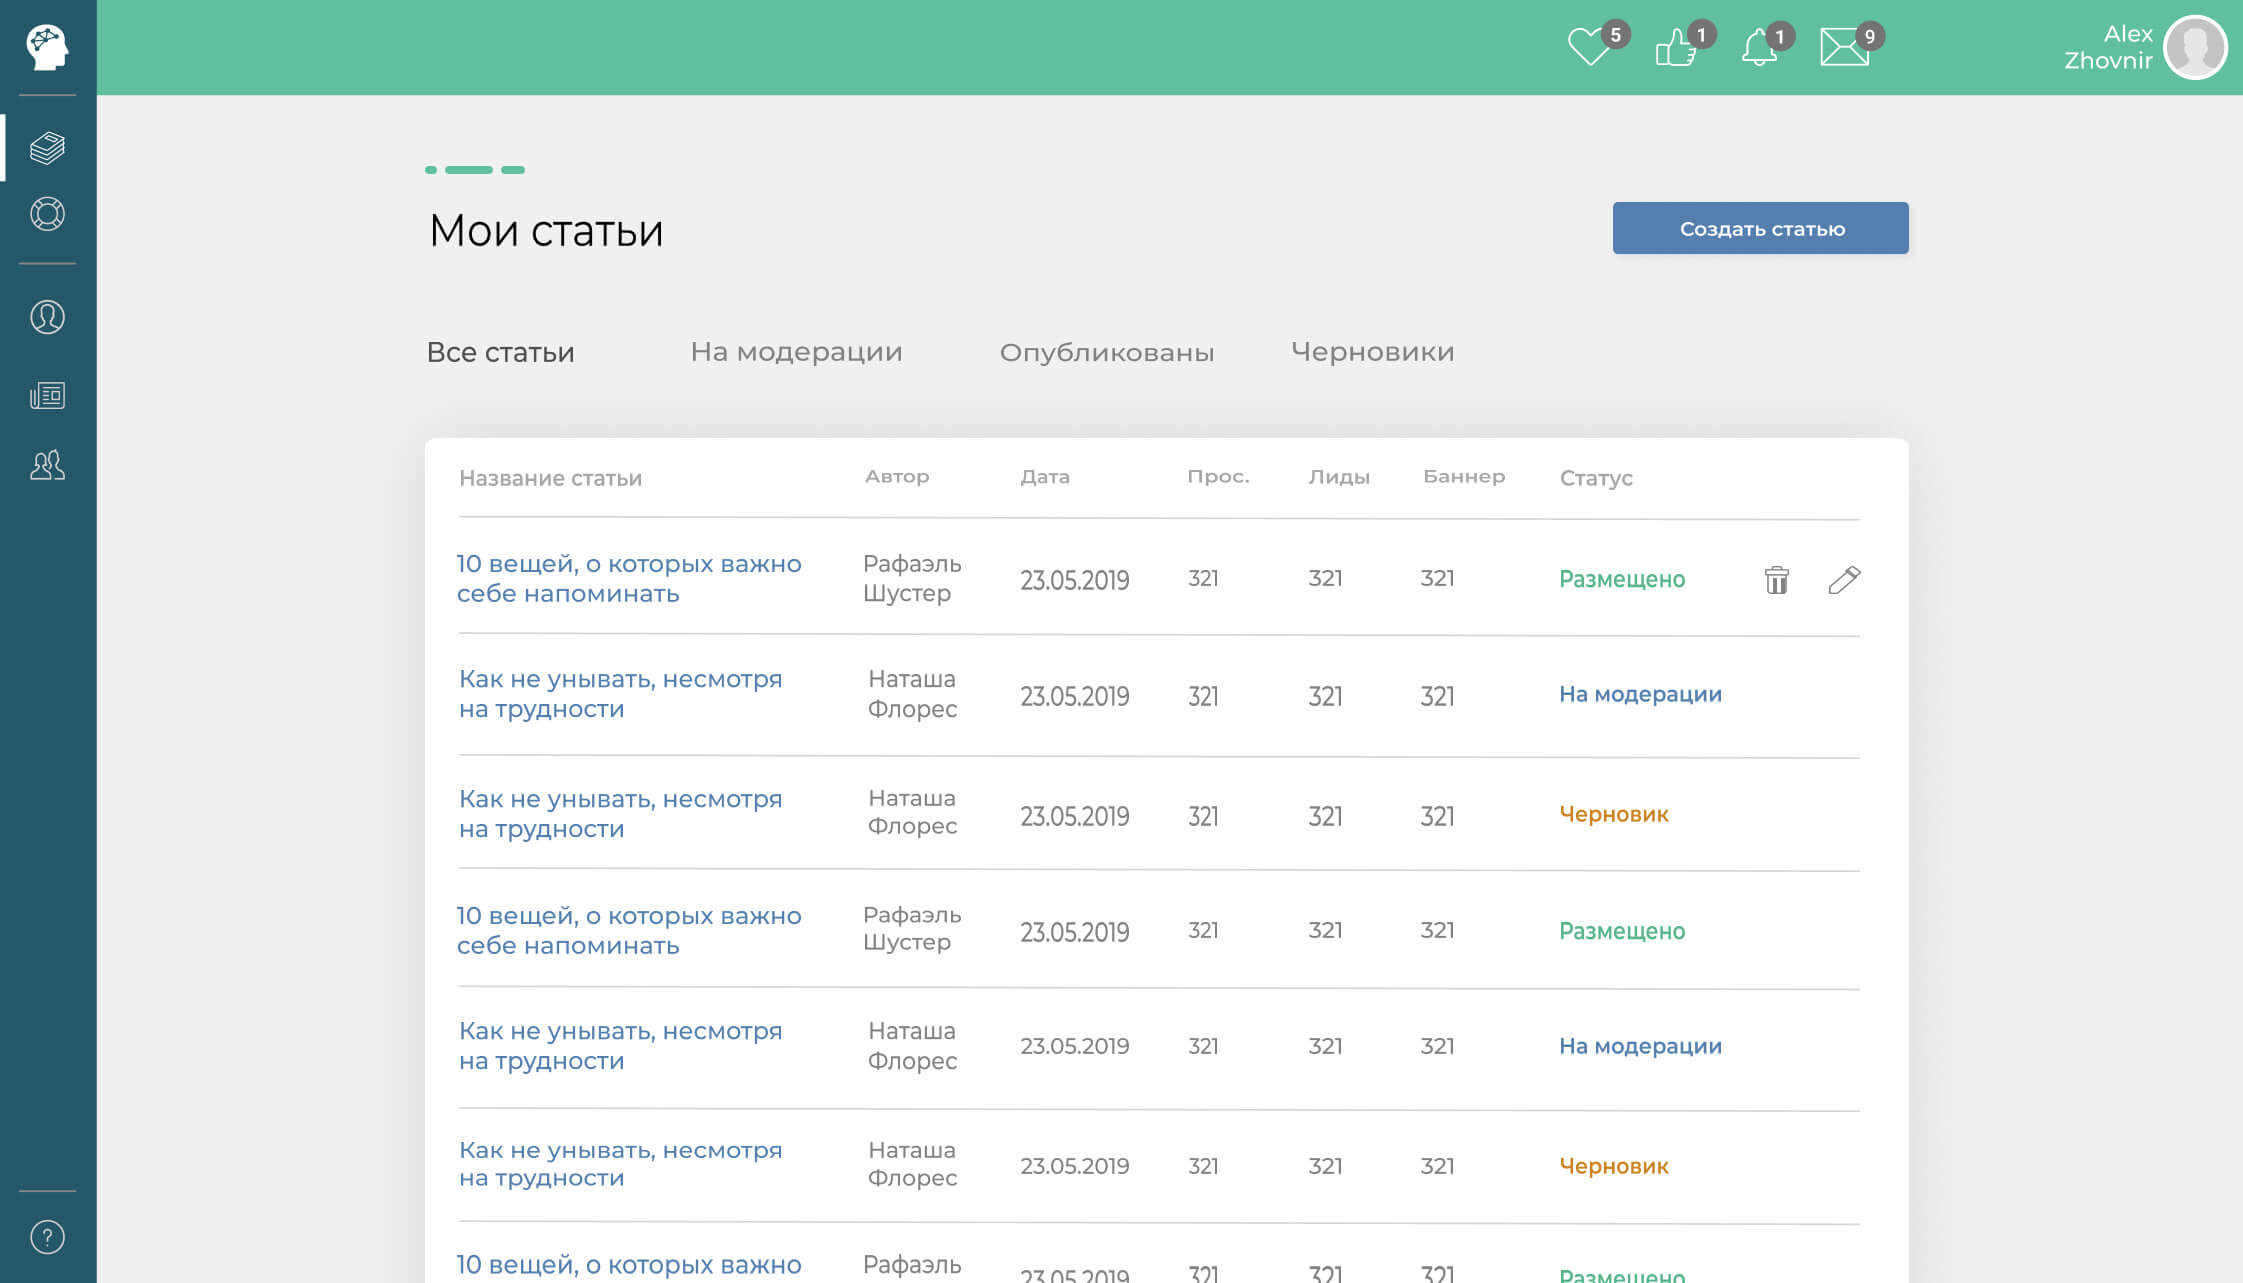 5
1
1
9
Alex
Zhovnir
Мои статьи
Создать статью
Все статьи
На модерации
Опубликованы
Черновики
Название статьи
Автор
Дата
Прос.
Лиды
Баннер
Статус
10 вещей, о которых важно
себе напоминать
Рафаэль
Шустер
23.05.2019
321
321
321
Размещено
Как не унывать, несмотря
на трудности
Наташа
Флорес
23.05.2019
321
321
321
На модерации
Как не унывать, несмотря
на трудности
Наташа
Флорес
23.05.2019
321
321
321
Черновик
10 вещей, о которых важно
себе напоминать
Рафаэль
Шустер
23.05.2019
321
321
321
Размещено
Как не унывать, несмотря
на трудности
Наташа
Флорес
23.05.2019
321
321
321
На модерации
Как не унывать, несмотря
на трудности
Наташа
Флорес
23.05.2019
321
321
321
Черновик
10 вещей, о которых важно
Рафаэль
23.05.2019
321
321
321
Размещено
?